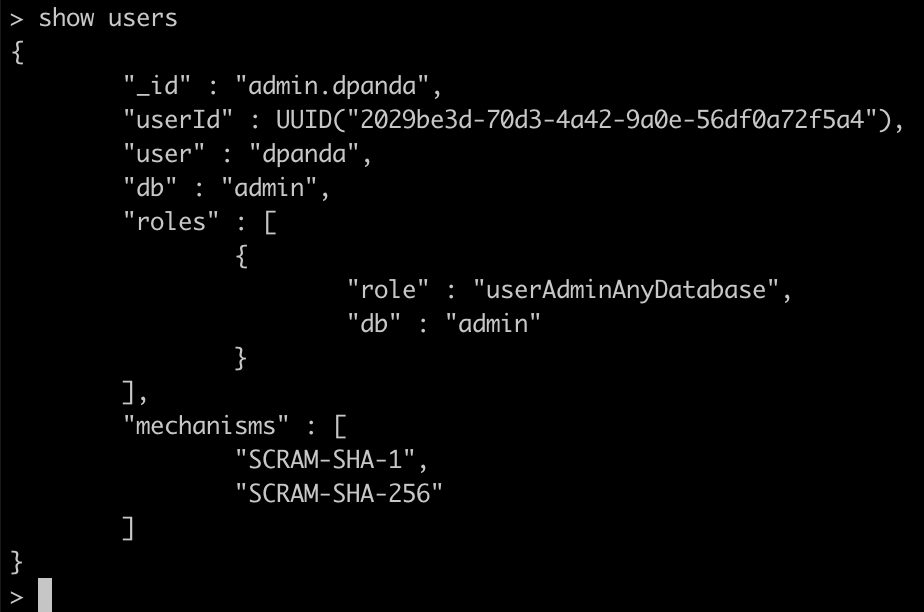 > show users
{
        "_id" : "admin.dpanda",
        "userId" : UUID("2029be3d-70d3-4a42-9a0e-56df0a72f5a4"),
        "user" : "dpanda",
        "db" : "admin",
        "roles" : [
                {
                        "role" : "userAdminAnyDatabase",
                        "db" : "admin"
                }
        ],
        "mechanisms" : [
                "SCRAM-SHA-1",
                "SCRAM-SHA-256"
        ]
}
>